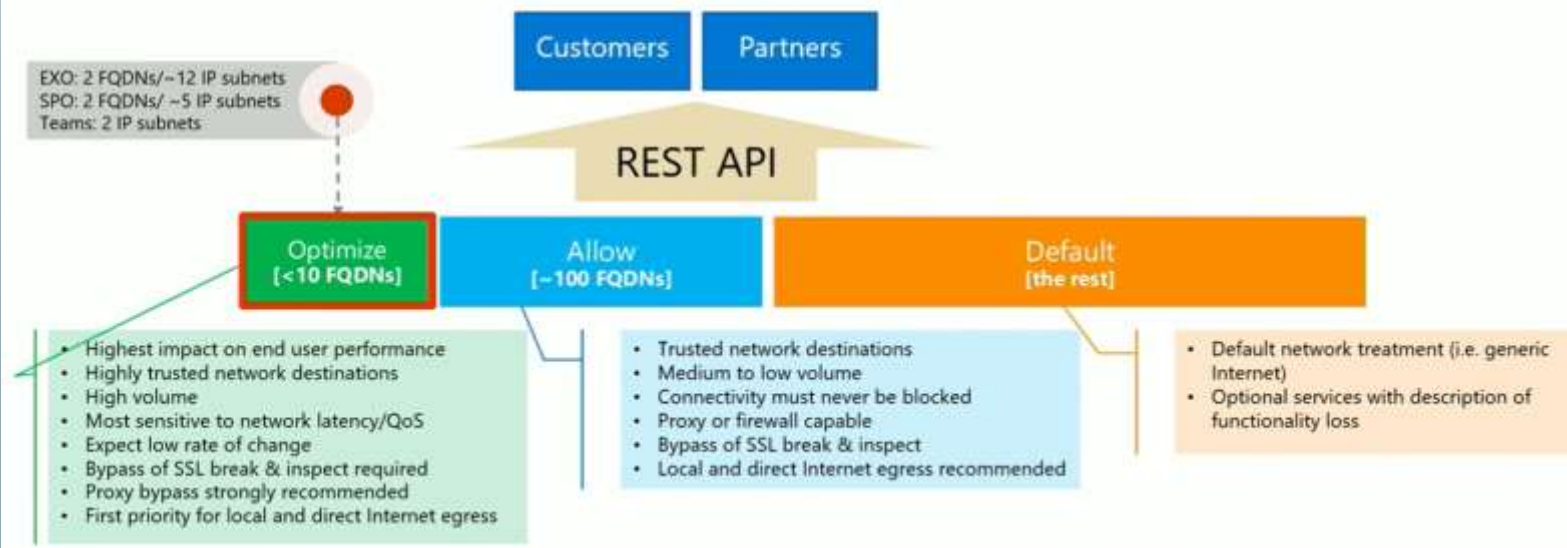 Customers
Partners
EXO: 2 FQDNs/~12 IP subnets
SPO: 2 FQDNs/ ~5 IP subnets
Teams: 2 IP subnets
REST API
Optimize
[<10 FQDNs]
Allow
[~100 FQDNs]
Default
[the rest]
• Highest impact on end user performance
• Highly trusted network destinations
• High volume
• Most sensitive to network latency/QoS
• Expect low rate of change
• Bypass of SSL break & inspect required
• Proxy bypass strongly recommended
• First priority for local and direct Internet egress
• Trusted network destinations
• Medium to low volume
• Connectivity must never be blocked
• Proxy or firewall capable
• Bypass of SSL break & inspect
• Local and direct Internet egress recommended
• Default network treatment (i.e. generic
Internet)
• Optional services with description of
functionality loss